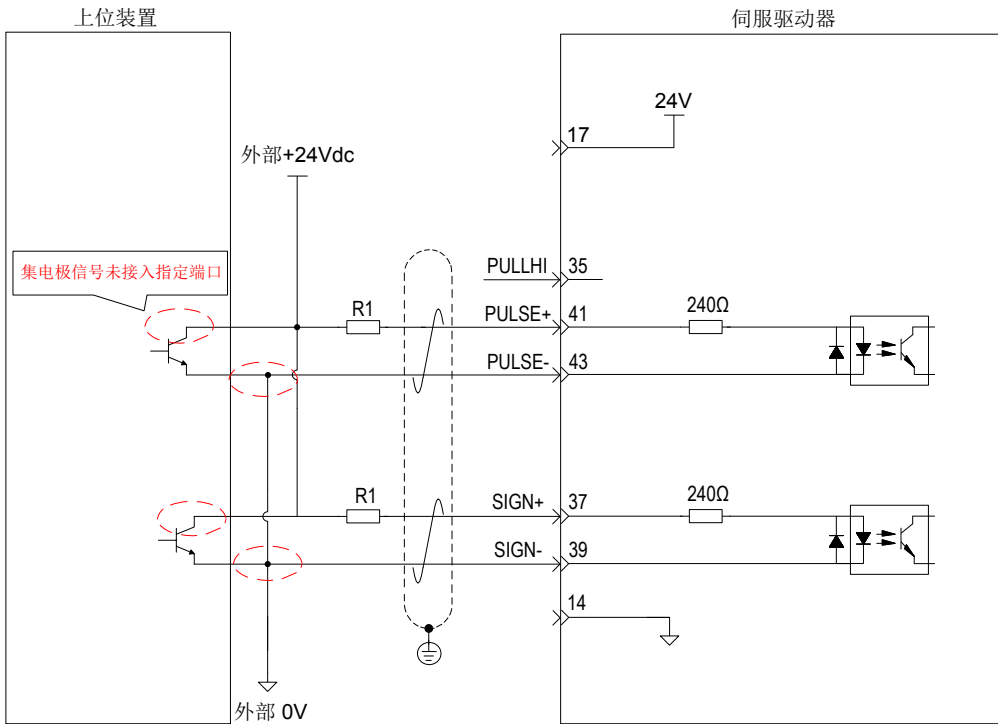 上位装置
伺服驱动器
24V
17
外部+24Vdc
集电极信号未接入指定端口
PULLHI
35
R1
PULSE+
41
240Ω
PULSE-
43
R1
SIGN+
37
240Ω
SIGN-
39
14
外部 0V